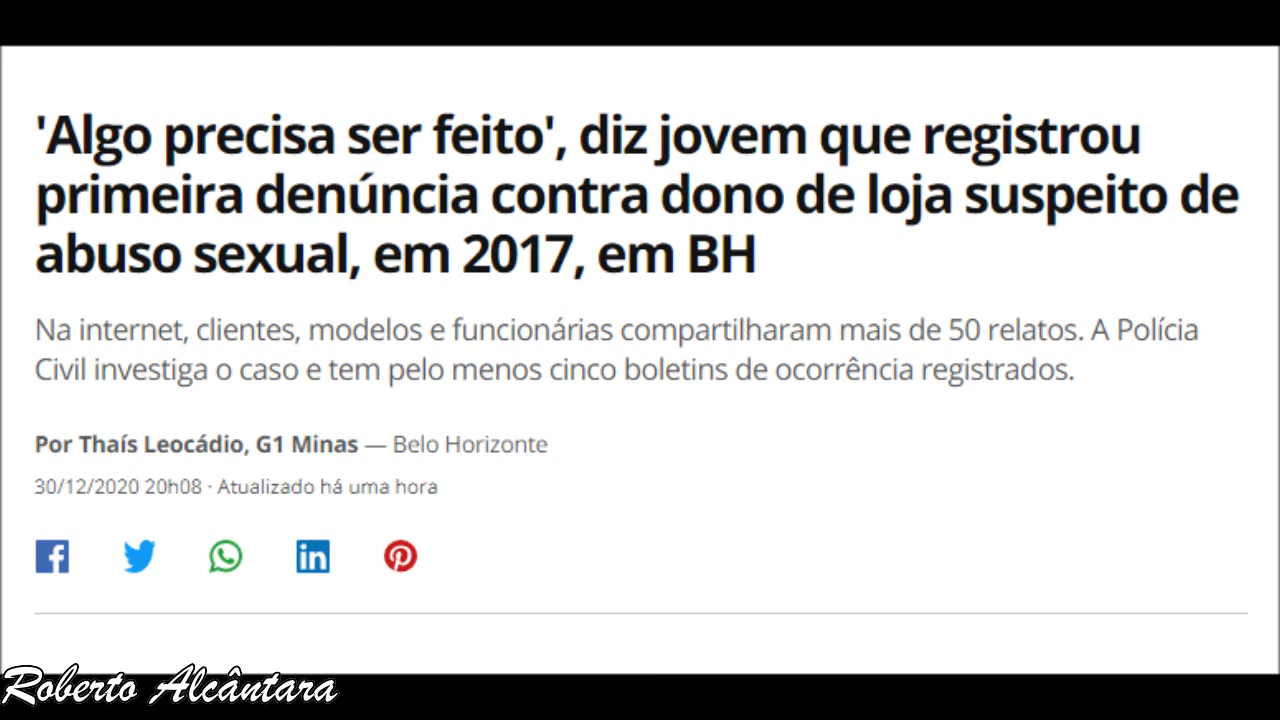 'Algo precisa ser feito', diz jovem que registrou
primeira denúncia contra dono de loja suspeito de
abuso sexual, em 2017, em BH
Na internet, clientes, modelos e funcionárias compartilharam mais de 50 relatos. A Polícia
Civil investiga o caso e tem pelo menos cinco boletins de ocorrência registrados.
Por Thaís Leocádio, G1 Minas — Belo Horizonte
30/12/2020 20h08 · Atualizado há uma hora
Roberto Alcântara